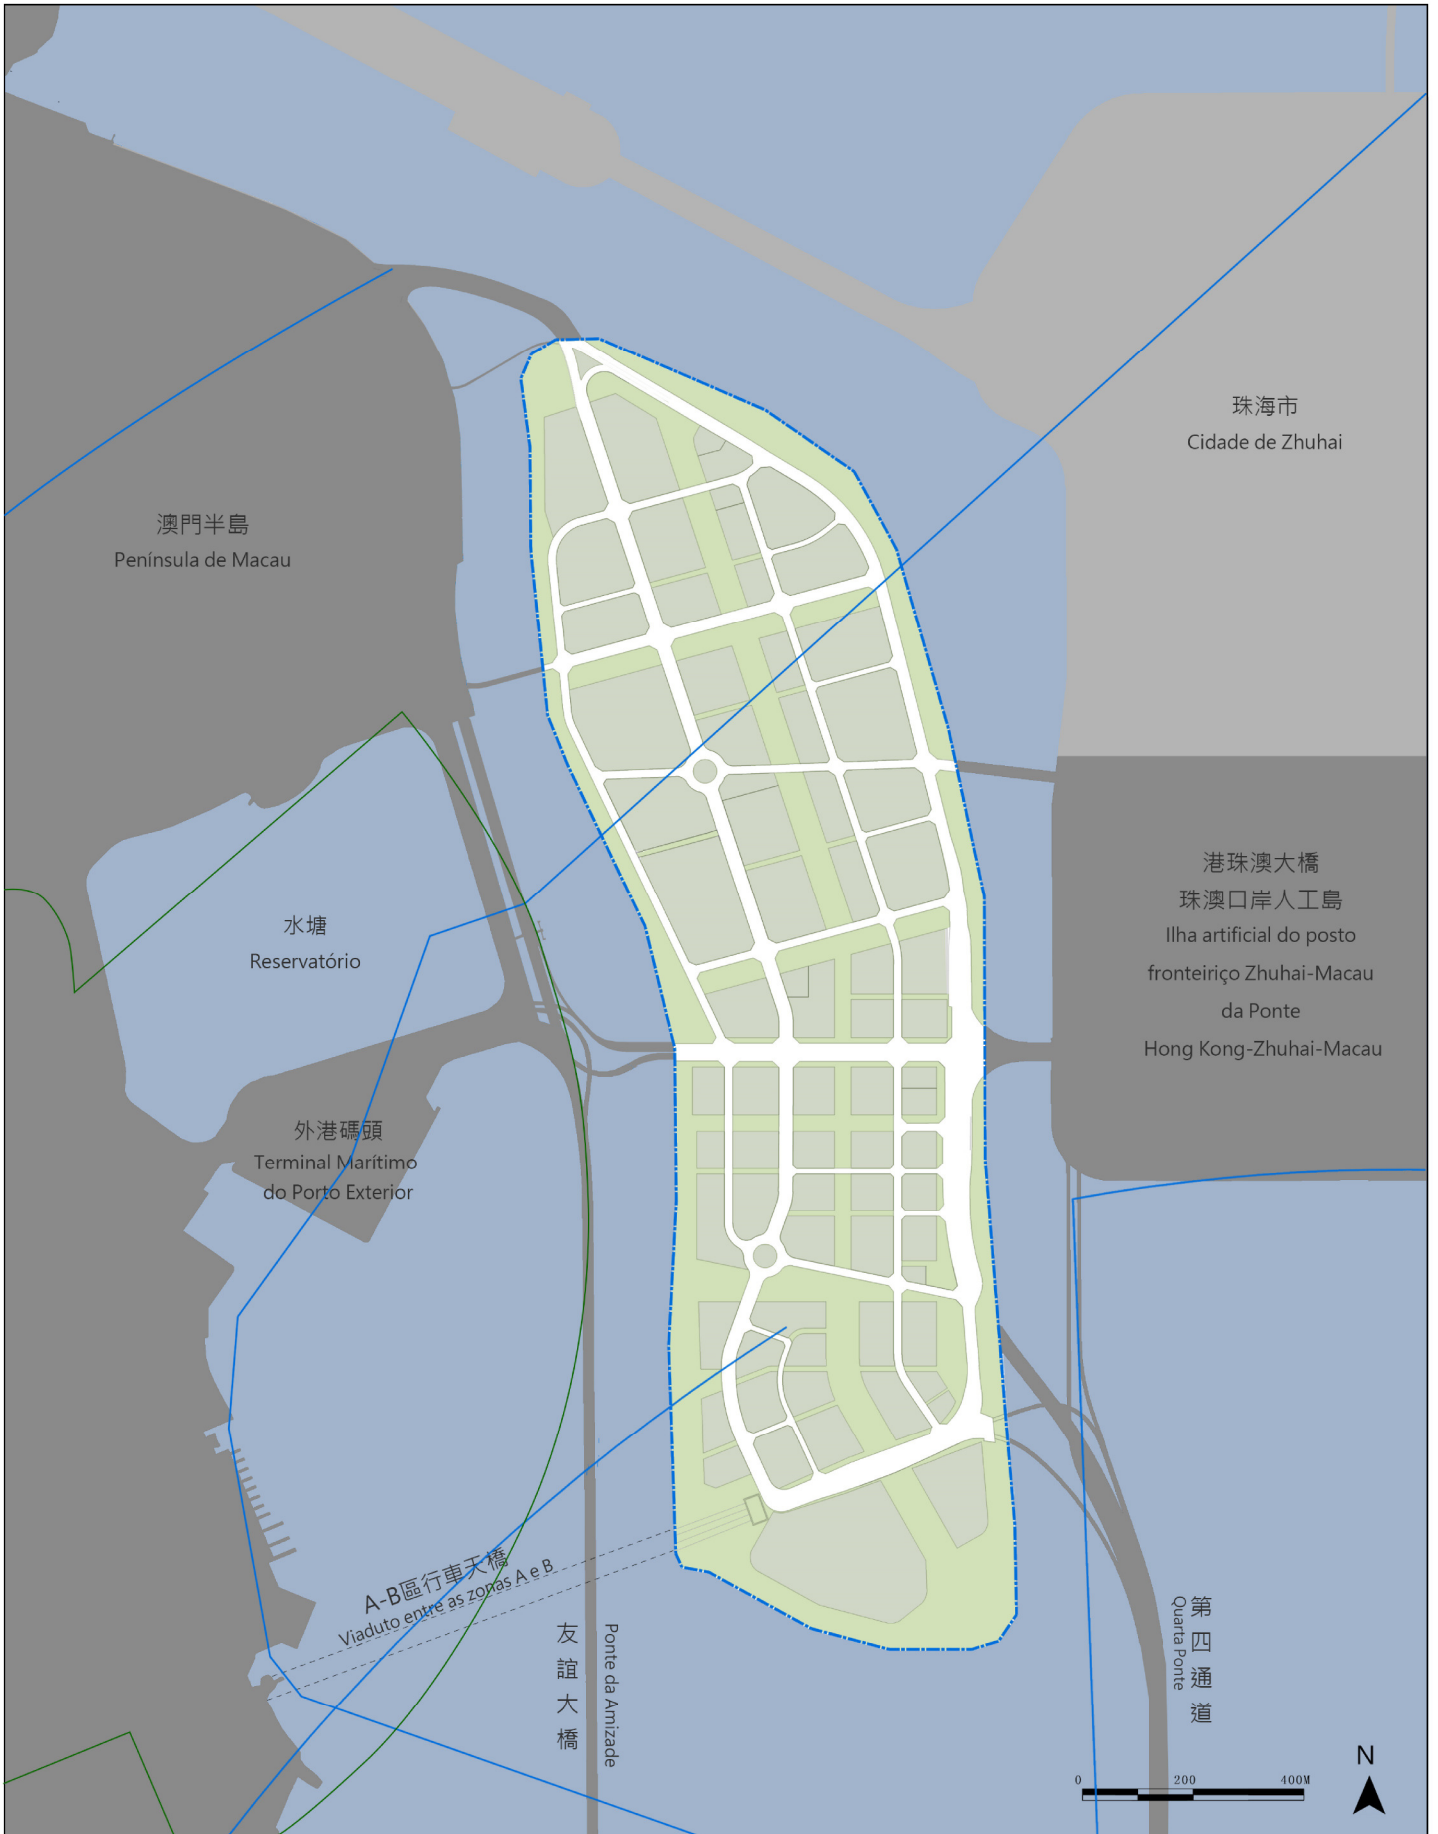 珠海市
Cidade de Zhuhai
澳門半島
Península de Macau
港珠澳大橋
珠澳口岸人工島
Ilha artificial do posto
fronteiriço Zhuhai-Macau
da Ponte
Hong Kong-Zhuhai-Macau
水塘
Reservatório
外港碼頭
Terminal Marítimo
do Porto Exterior
A-B區行車天橋
Viaduto entre as zonas A e B
友誼大橋
Ponte da Amizade
第四通道
Quarta Ponte
N
0 200 400M